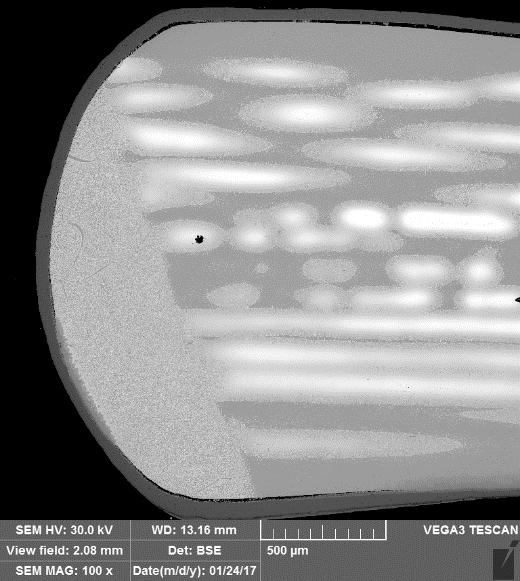 SEM HV: 30.0 kV WD: 13.16 mm VEGA3 TESCAN
View field: 2.08 mm Det: BSE 500 µm
SEM MAG: 100 x Date(m/d/y): 01/24/17